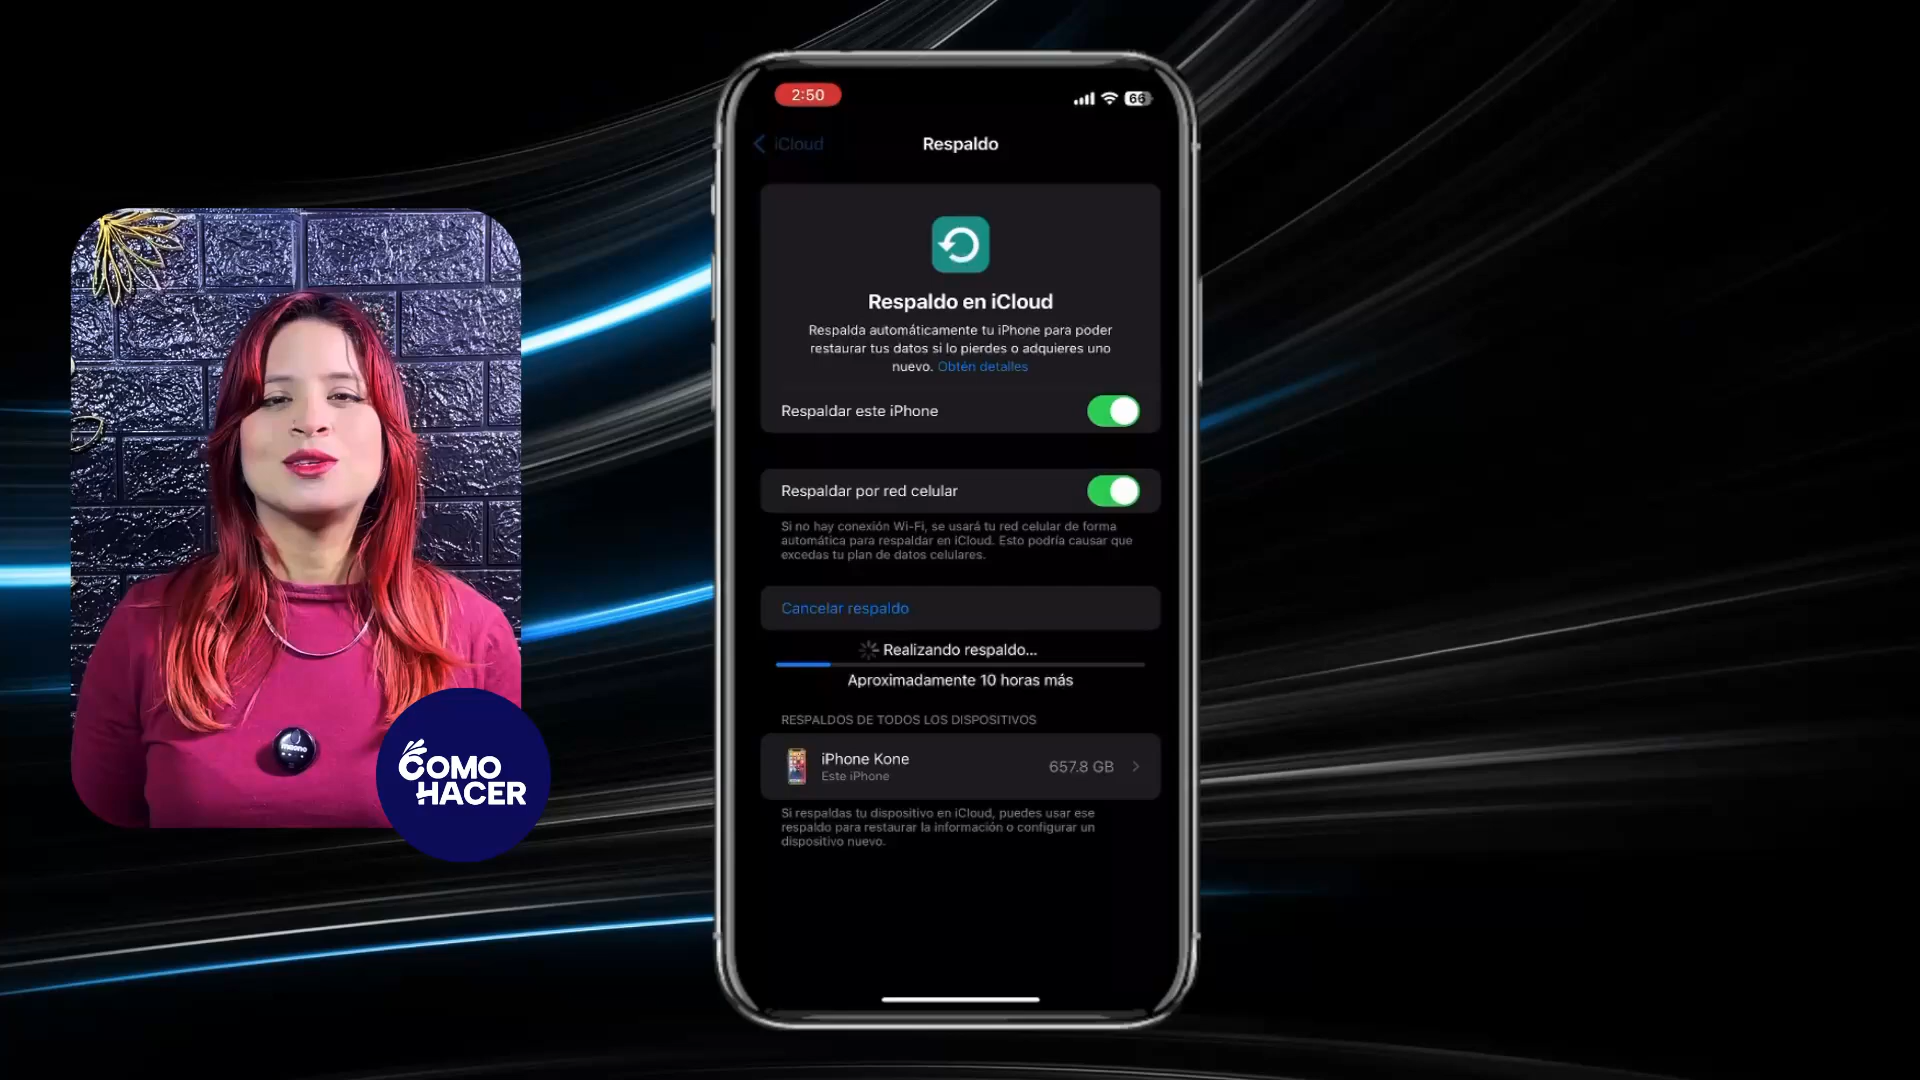 2:50
66
iCloud
Respaldo
Respaldo en iCloud
Respalda automáticamente tu iPhone para poder
restaurar tus datos si lo pierdes o adquieres uno
nuevo. Obtén detalles
Respaldar este iPhone
Respaldar por red celular
Si no hay conexión Wi-Fi, se usará tu red celular de forma
automática para respaldar en iCloud. Esto podría causar que
excedas tu plan de datos celulares.
Cancelar respaldo
Realizando respaldo...
Aproximadamente 10 horas más
RESPALDOS DE TODOS LOS DISPOSITIVOS
iPhone Kone
Este iPhone
657.8 GB
Si respaldas tu dispositivo en iCloud, puedes usar ese
respaldo para restaurar la información o configurar un
dispositivo nuevo.
maono
COMO
HACER